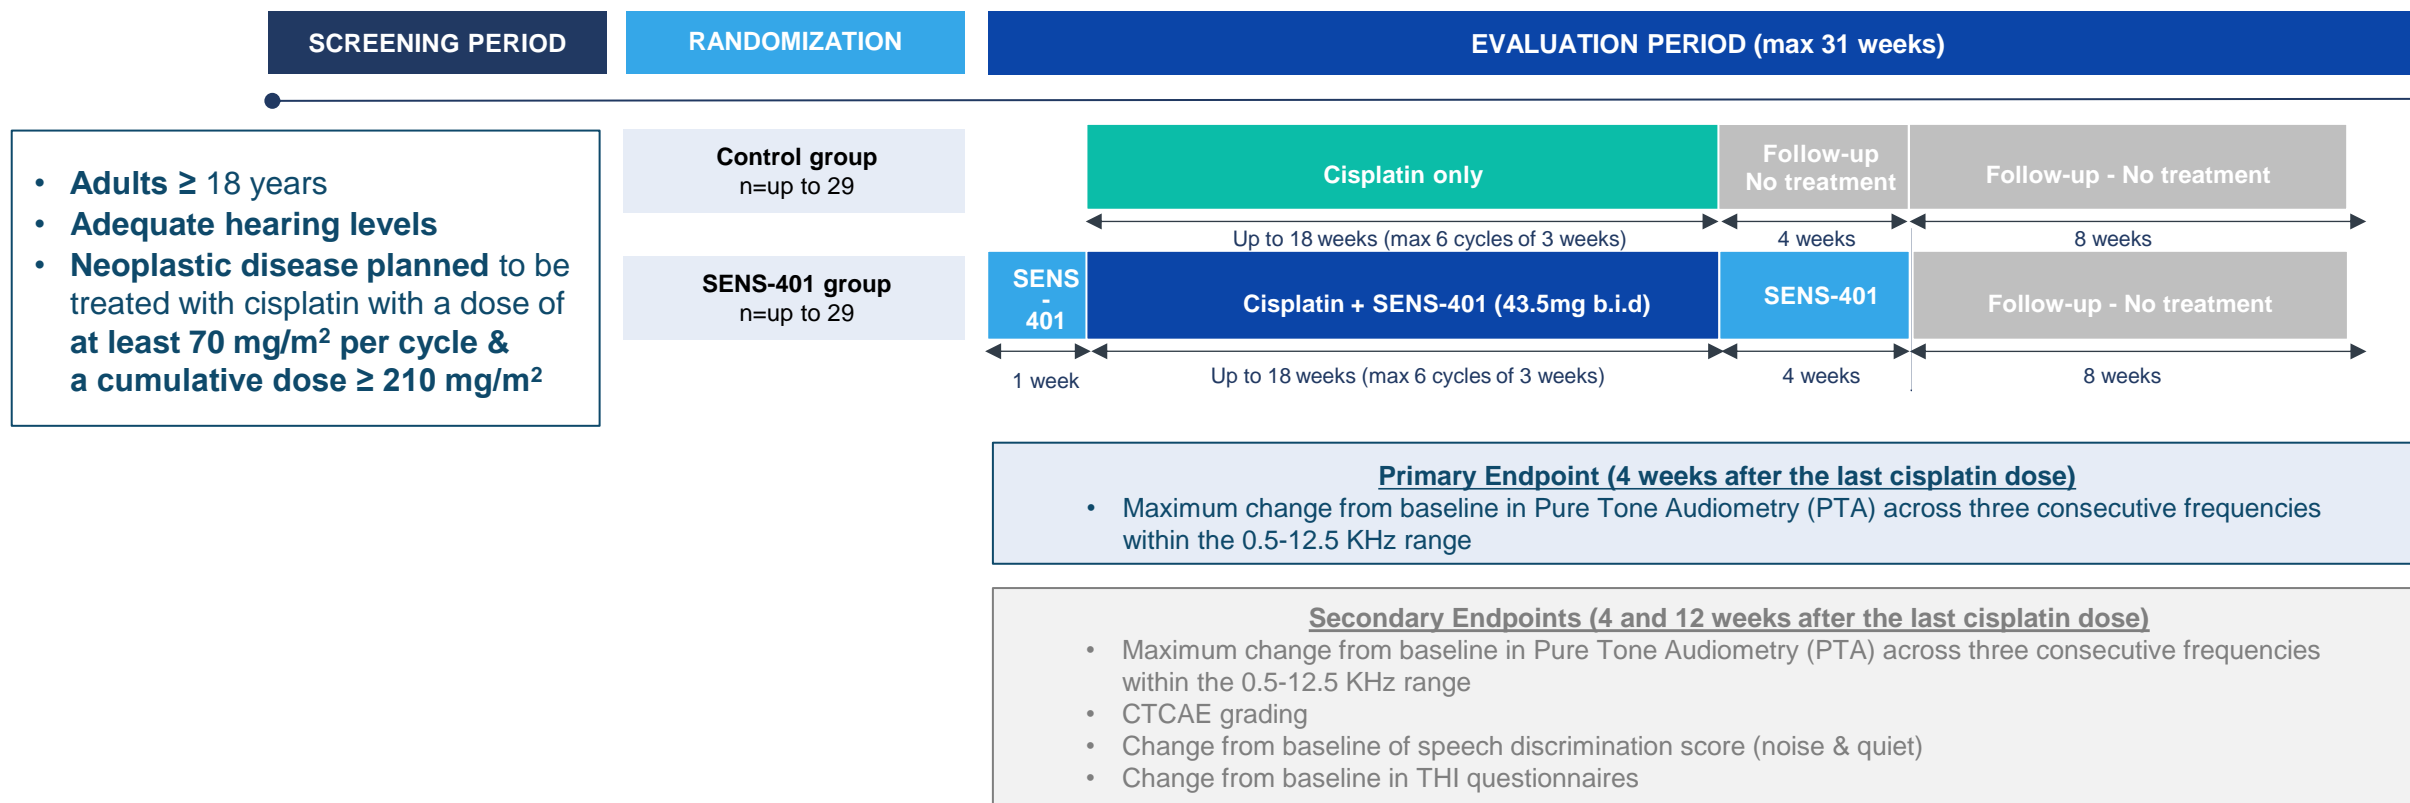 SCREENING PERIOD
RANDOMIZATION
EVALUATION PERIOD (max 31 weeks)
• Adults ≥ 18 years
• Adequate hearing levels
• Neoplastic disease planned to be
treated with cisplatin with a dose of
at least 70 mg/m² per cycle &
a cumulative dose ≥ 210 mg/m²
Control group
n=up to 29
Cisplatin only
Follow-up
No treatment
Follow-up - No treatment
Up to 18 weeks (max 6 cycles of 3 weeks)
4 weeks
8 weeks
SENS-401 group
n=up to 29
SENS
-
401
Cisplatin + SENS-401 (43.5mg b.i.d)
SENS-401
Follow-up - No treatment
1 week
Up to 18 weeks (max 6 cycles of 3 weeks)
4 weeks
8 weeks
Primary Endpoint (4 weeks after the last cisplatin dose)
• Maximum change from baseline in Pure Tone Audiometry (PTA) across three consecutive frequencies
within the 0.5-12.5 KHz range
Secondary Endpoints (4 and 12 weeks after the last cisplatin dose)
• Maximum change from baseline in Pure Tone Audiometry (PTA) across three consecutive frequencies
within the 0.5-12.5 KHz range
• CTCAE grading
• Change from baseline of speech discrimination score (noise & quiet)
• Change from baseline in THI questionnaires